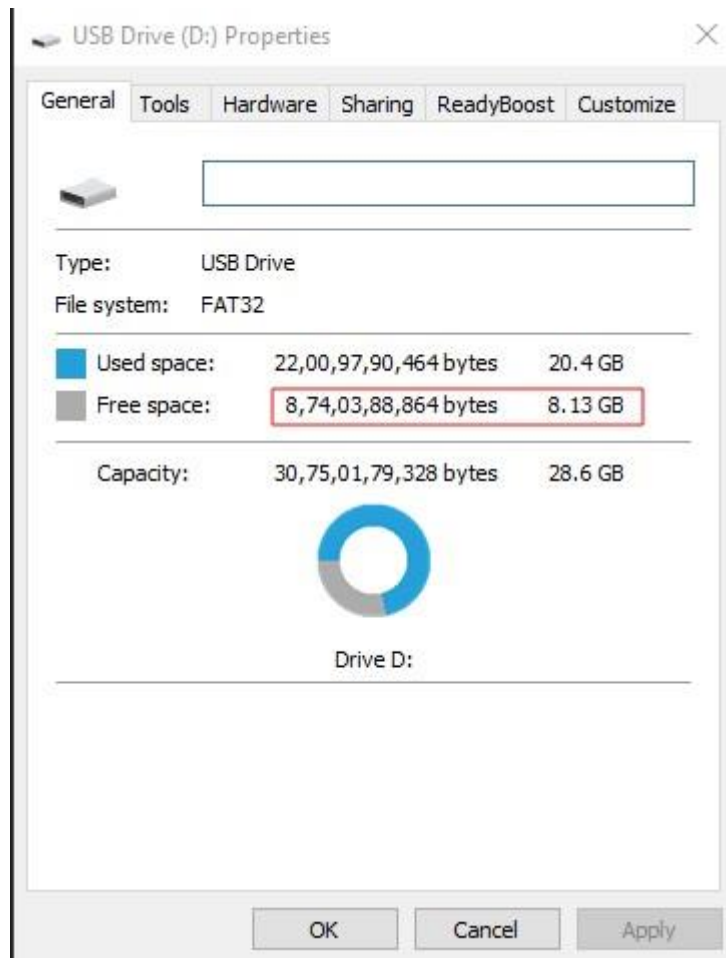 USB Drive (D:) Properties
General Tools Hardware Sharing ReadyBoost Customize
Type: USB Drive
File system: FAT32
Used space: 22,00,97,90,464 bytes 20.4 GB
Free space: 8,74,03,88,864 bytes 8.13 GB
Capacity: 30,75,01,79,328 bytes 28.6 GB
Drive D:
OK Cancel Apply